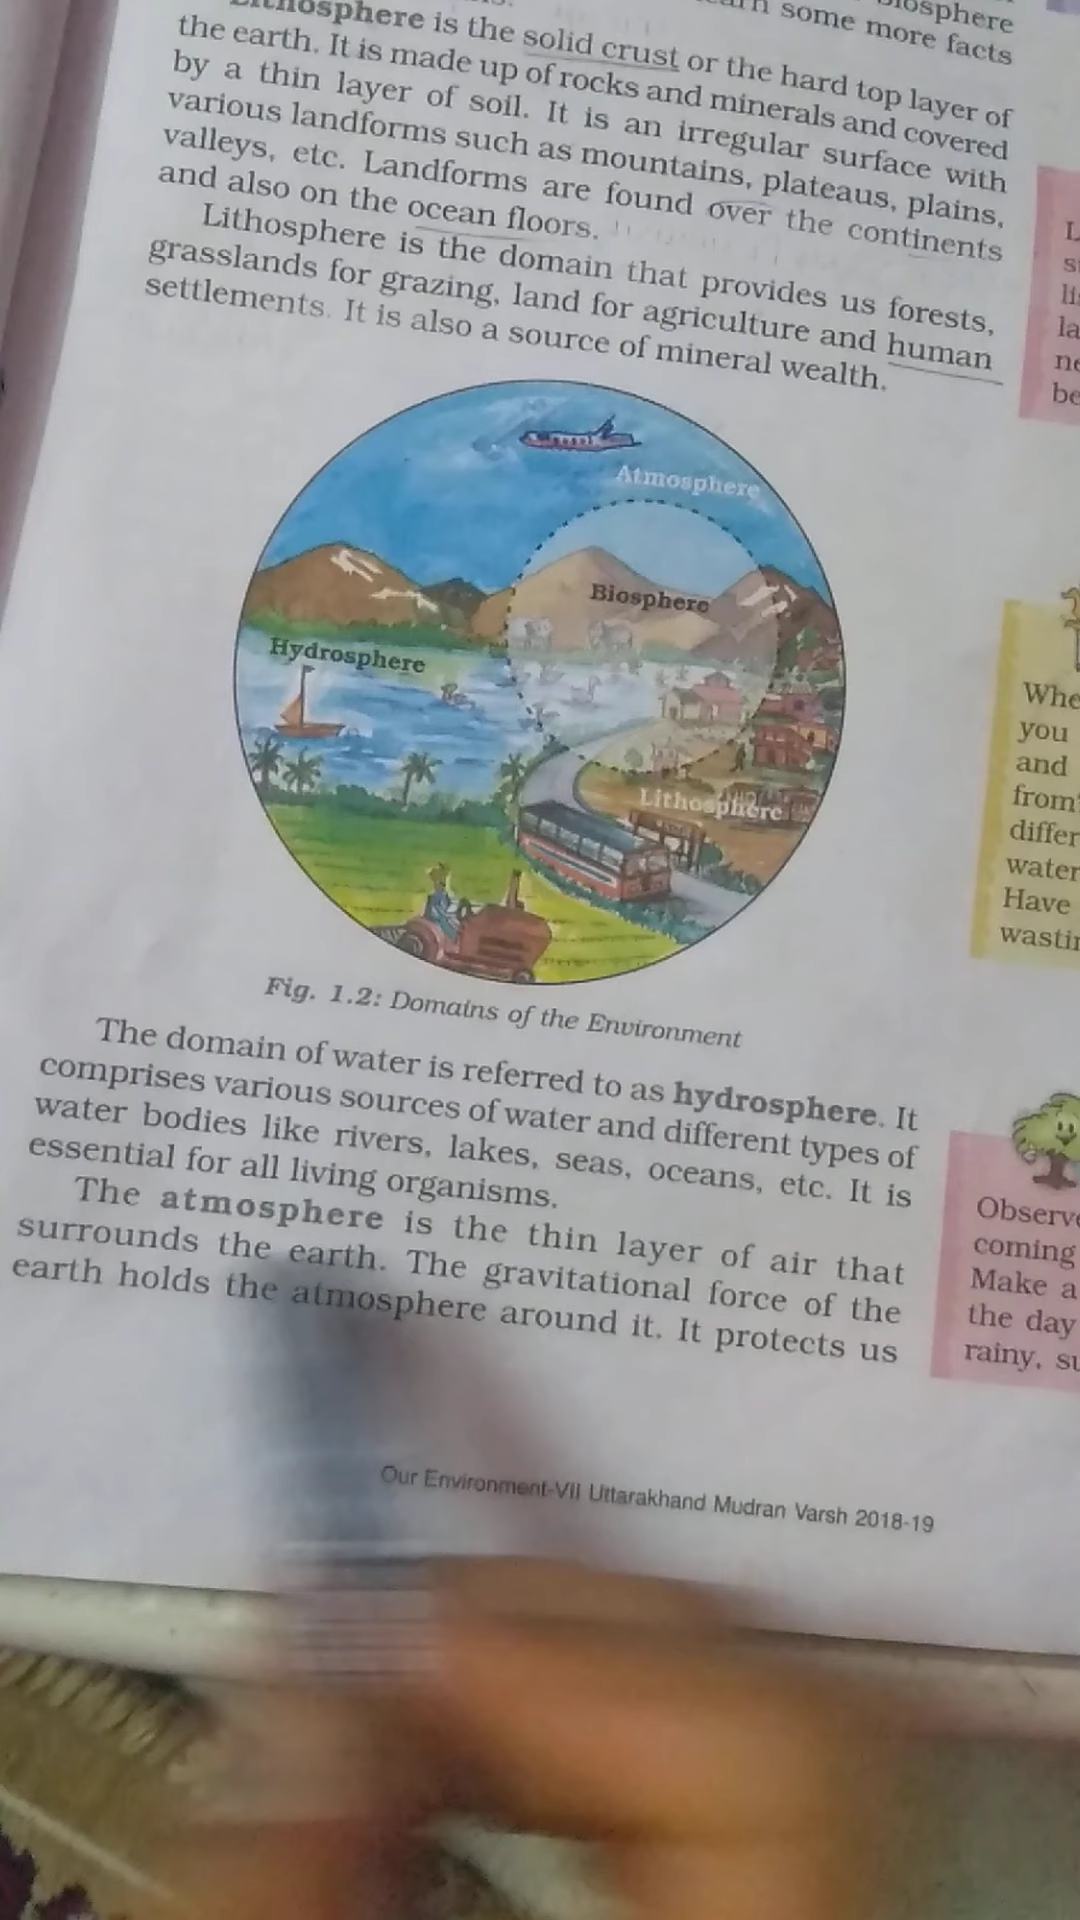 biosphere
some more facts
Lithosphere is the solid crust or the hard top layer of
the earth. It is made up of rocks and minerals and covered
by a thin layer of soil. It is an irregular surface with
various landforms such as mountains, plateaus, plains,
valleys, etc. Landforms are found over the continents
and also on the ocean floors.
Lithosphere is the domain that provides us forests,
grasslands for grazing, land for agriculture and human
settlements. It is also a source of mineral wealth.
Atmosphere
Biosphere
Hydrosphere
Lithosphere
Fig. 1.2: Domains of the Environment
The domain of water is referred to as hydrosphere. It
comprises various sources of water and different types of
water bodies like rivers, lakes, seas, oceans, etc. It is
essential for all living organisms.
The atmosphere is the thin layer of air that
surrounds the earth. The gravitational force of the
earth holds the atmosphere around it. It protects us
Our Environment-VII Uttarakhand Mudran Varsh 2018-19
you
and
from
water
Have
coming
Make a
the day
rainy,